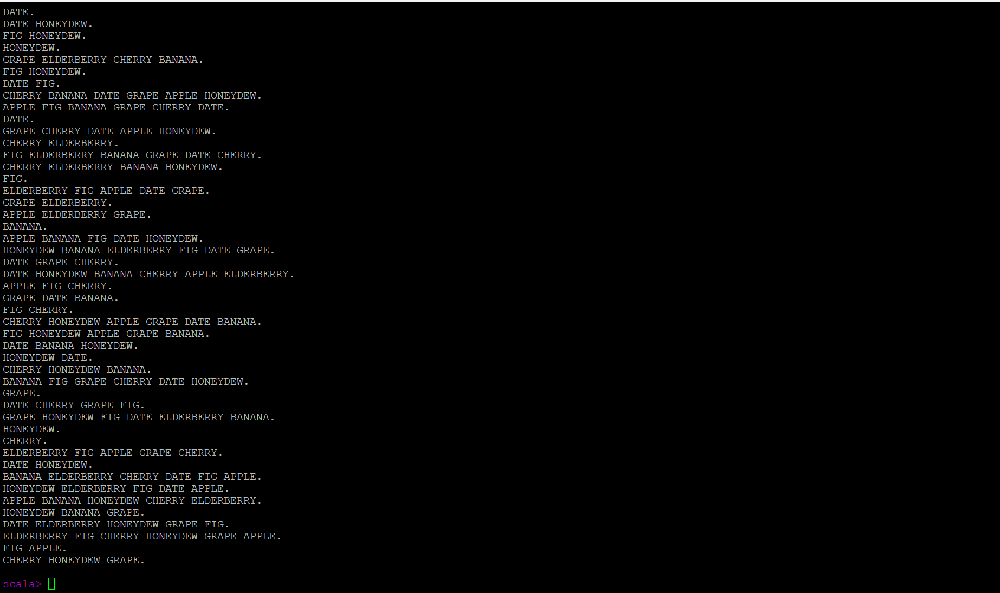 DATE.
DATE HONEYDEW.
FIG HONEYDEW.
HONEYDEW.
GRAPE ELDERBERRY CHERRY BANANA.
FIG HONEYDEW.
DATE FIG.
CHERRY BANANA DATE GRAPE APPLE HONEYDEW.
APPLE FIG BANANA GRAPE CHERRY DATE.
DATE.
GRAPE CHERRY DATE APPLE HONEYDEW.
CHERRY ELDERBERRY.
FIG ELDERBERRY BANANA GRAPE DATE CHERRY.
CHERRY ELDERBERRY BANANA HONEYDEW.
FIG.
ELDERBERRY FIG APPLE DATE GRAPE.
GRAPE ELDERBERRY.
APPLE ELDERBERRY GRAPE.
BANANA.
APPLE BANANA FIG DATE HONEYDEW.
HONEYDEW BANANA ELDERBERRY FIG DATE GRAPE.
DATE GRAPE CHERRY.
DATE HONEYDEW BANANA CHERRY APPLE ELDERBERRY.
APPLE FIG CHERRY.
GRAPE DATE BANANA.
FIG CHERRY.
CHERRY HONEYDEW APPLE GRAPE DATE BANANA.
FIG HONEYDEW APPLE GRAPE BANANA.
DATE BANANA HONEYDEW.
HONEYDEW DATE.
CHERRY HONEYDEW BANANA.
BANANA FIG GRAPE CHERRY DATE HONEYDEW.
GRAPE.
DATE CHERRY GRAPE FIG.
GRAPE HONEYDEW FIG DATE ELDERBERRY BANANA.
HONEYDEW.
CHERRY.
ELDERBERRY FIG APPLE GRAPE CHERRY.
DATE HONEYDEW.
BANANA ELDERBERRY CHERRY DATE FIG APPLE.
HONEYDEW ELDERBERRY FIG DATE APPLE.
APPLE BANANA HONEYDEW CHERRY ELDERBERRY.
HONEYDEW BANANA GRAPE.
DATE ELDERBERRY HONEYDEW GRAPE FIG.
ELDERBERRY FIG CHERRY HONEYDEW GRAPE APPLE.
FIG APPLE.
CHERRY HONEYDEW GRAPE.
scala>